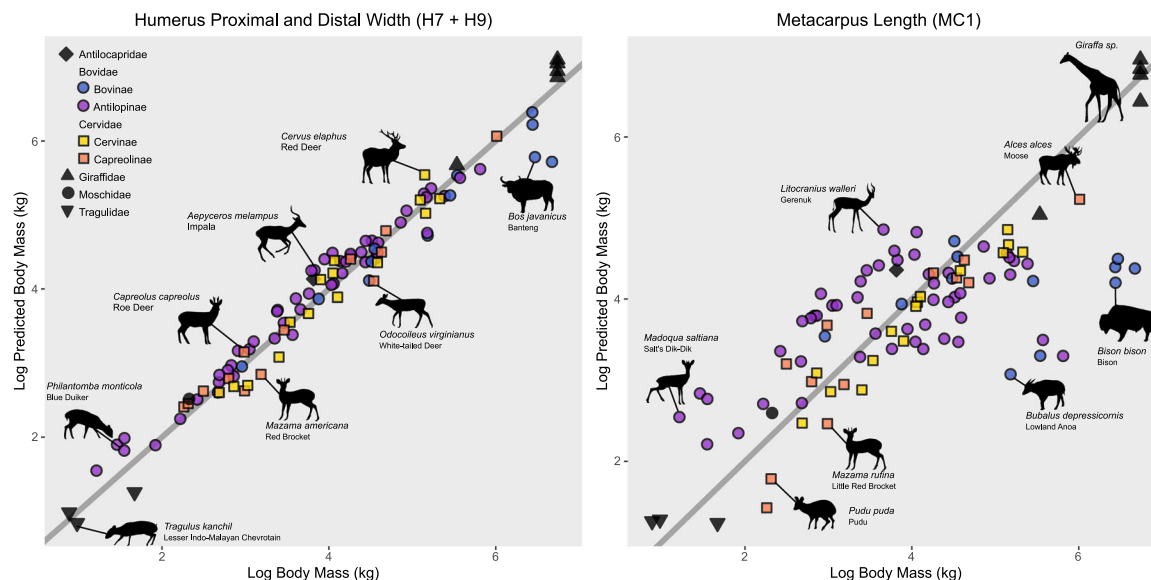 Humerus Proximal and Distal Width (H7 + H9)
Log Predicted Body Mass (kg)
6
4
2
2
4
6
Log Body Mass (kg)
Antilocapridae
Bovidae
Bovinae
Antilopinae
Cervidae
Cervinae
Capreolinae
Giraffidae
Moschidae
Tragulidae
Cervus elaphus
Red Deer
Aepyceros melampus
Impala
Bos javanicus
Banteng
Capreolus capreolus
Roe Deer
Odocoileus virginianus
White-tailed Deer
Philantomba monticola
Blue Duiker
Mazama americana
Red Brocket
Tragulus kanchil
Lesser Indo-Malayan Chevrotain
Metacarpus Length (MC1)
Log Predicted Body Mass (kg)
6
4
2
2
4
6
Log Body Mass (kg)
Giraffa sp.
Alces alces
Moose
Litocranius walleri
Gerenuk
Madoqua saltiana
Salt's Dik-Dik
Bison bison
Bison
Bubalus depressicornis
Lowland Anoa
Mazama rufina
Little Red Brocket
Pudu puda
Pudu